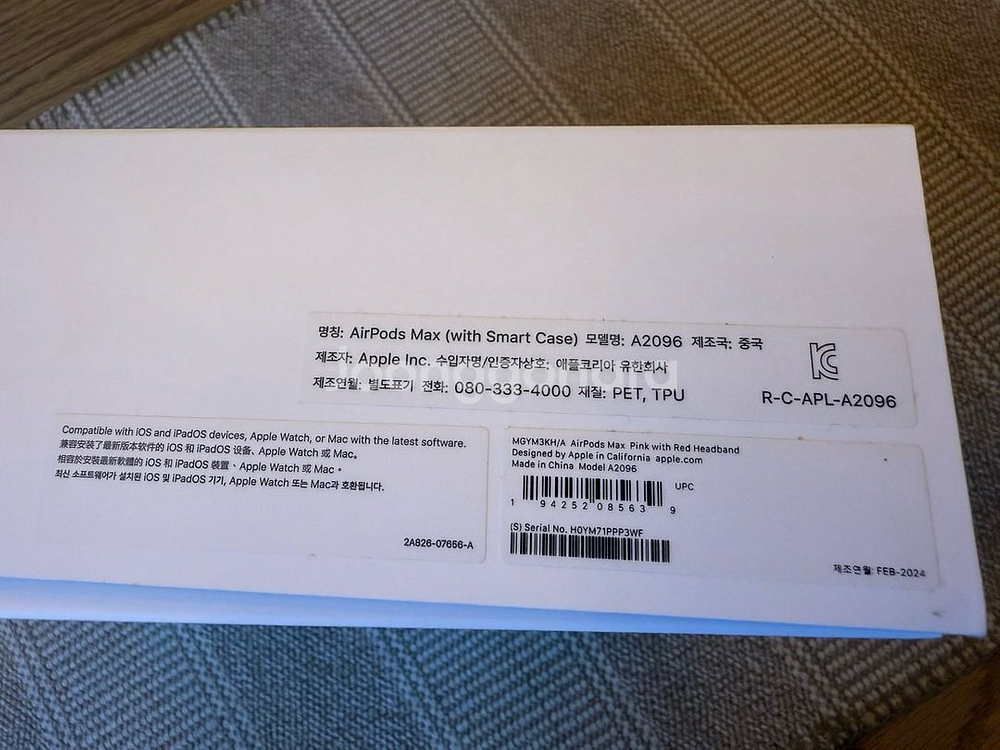 명칭: AirPods Max (with Smart Case) 모델명: A2096 제조국: 중국
제조자: Apple Inc. 수입자명/인증자상호: 애플코리아 유한회사
제조연월: 별도표기 전화: 080-333-4000 재질: PET, TPU
R-C-APL-A2096
Compatible with iOS and iPadOS devices, Apple Watch, or Mac with the latest software.
兼容安装了最新版本软件的 iOS 和 iPadOS 设备、Apple Watch 或 Mac。
相容於安裝最新軟體的 iOS 和 iPadOS 裝置、Apple Watch 或 Mac。
최신 소프트웨어가 설치된 iOS 및 iPadOS 기기, Apple Watch 또는 Mac과 호환됩니다.
2A826-07656-A
MGYM3KH/A AirPods Max Pink with Red Headband
Designed by Apple in California apple.com
Made in China Model A2096
UPC
1 94252 08563 9
(S) Serial No. H0YM71PPP3WF
제조연월: FEB-2024